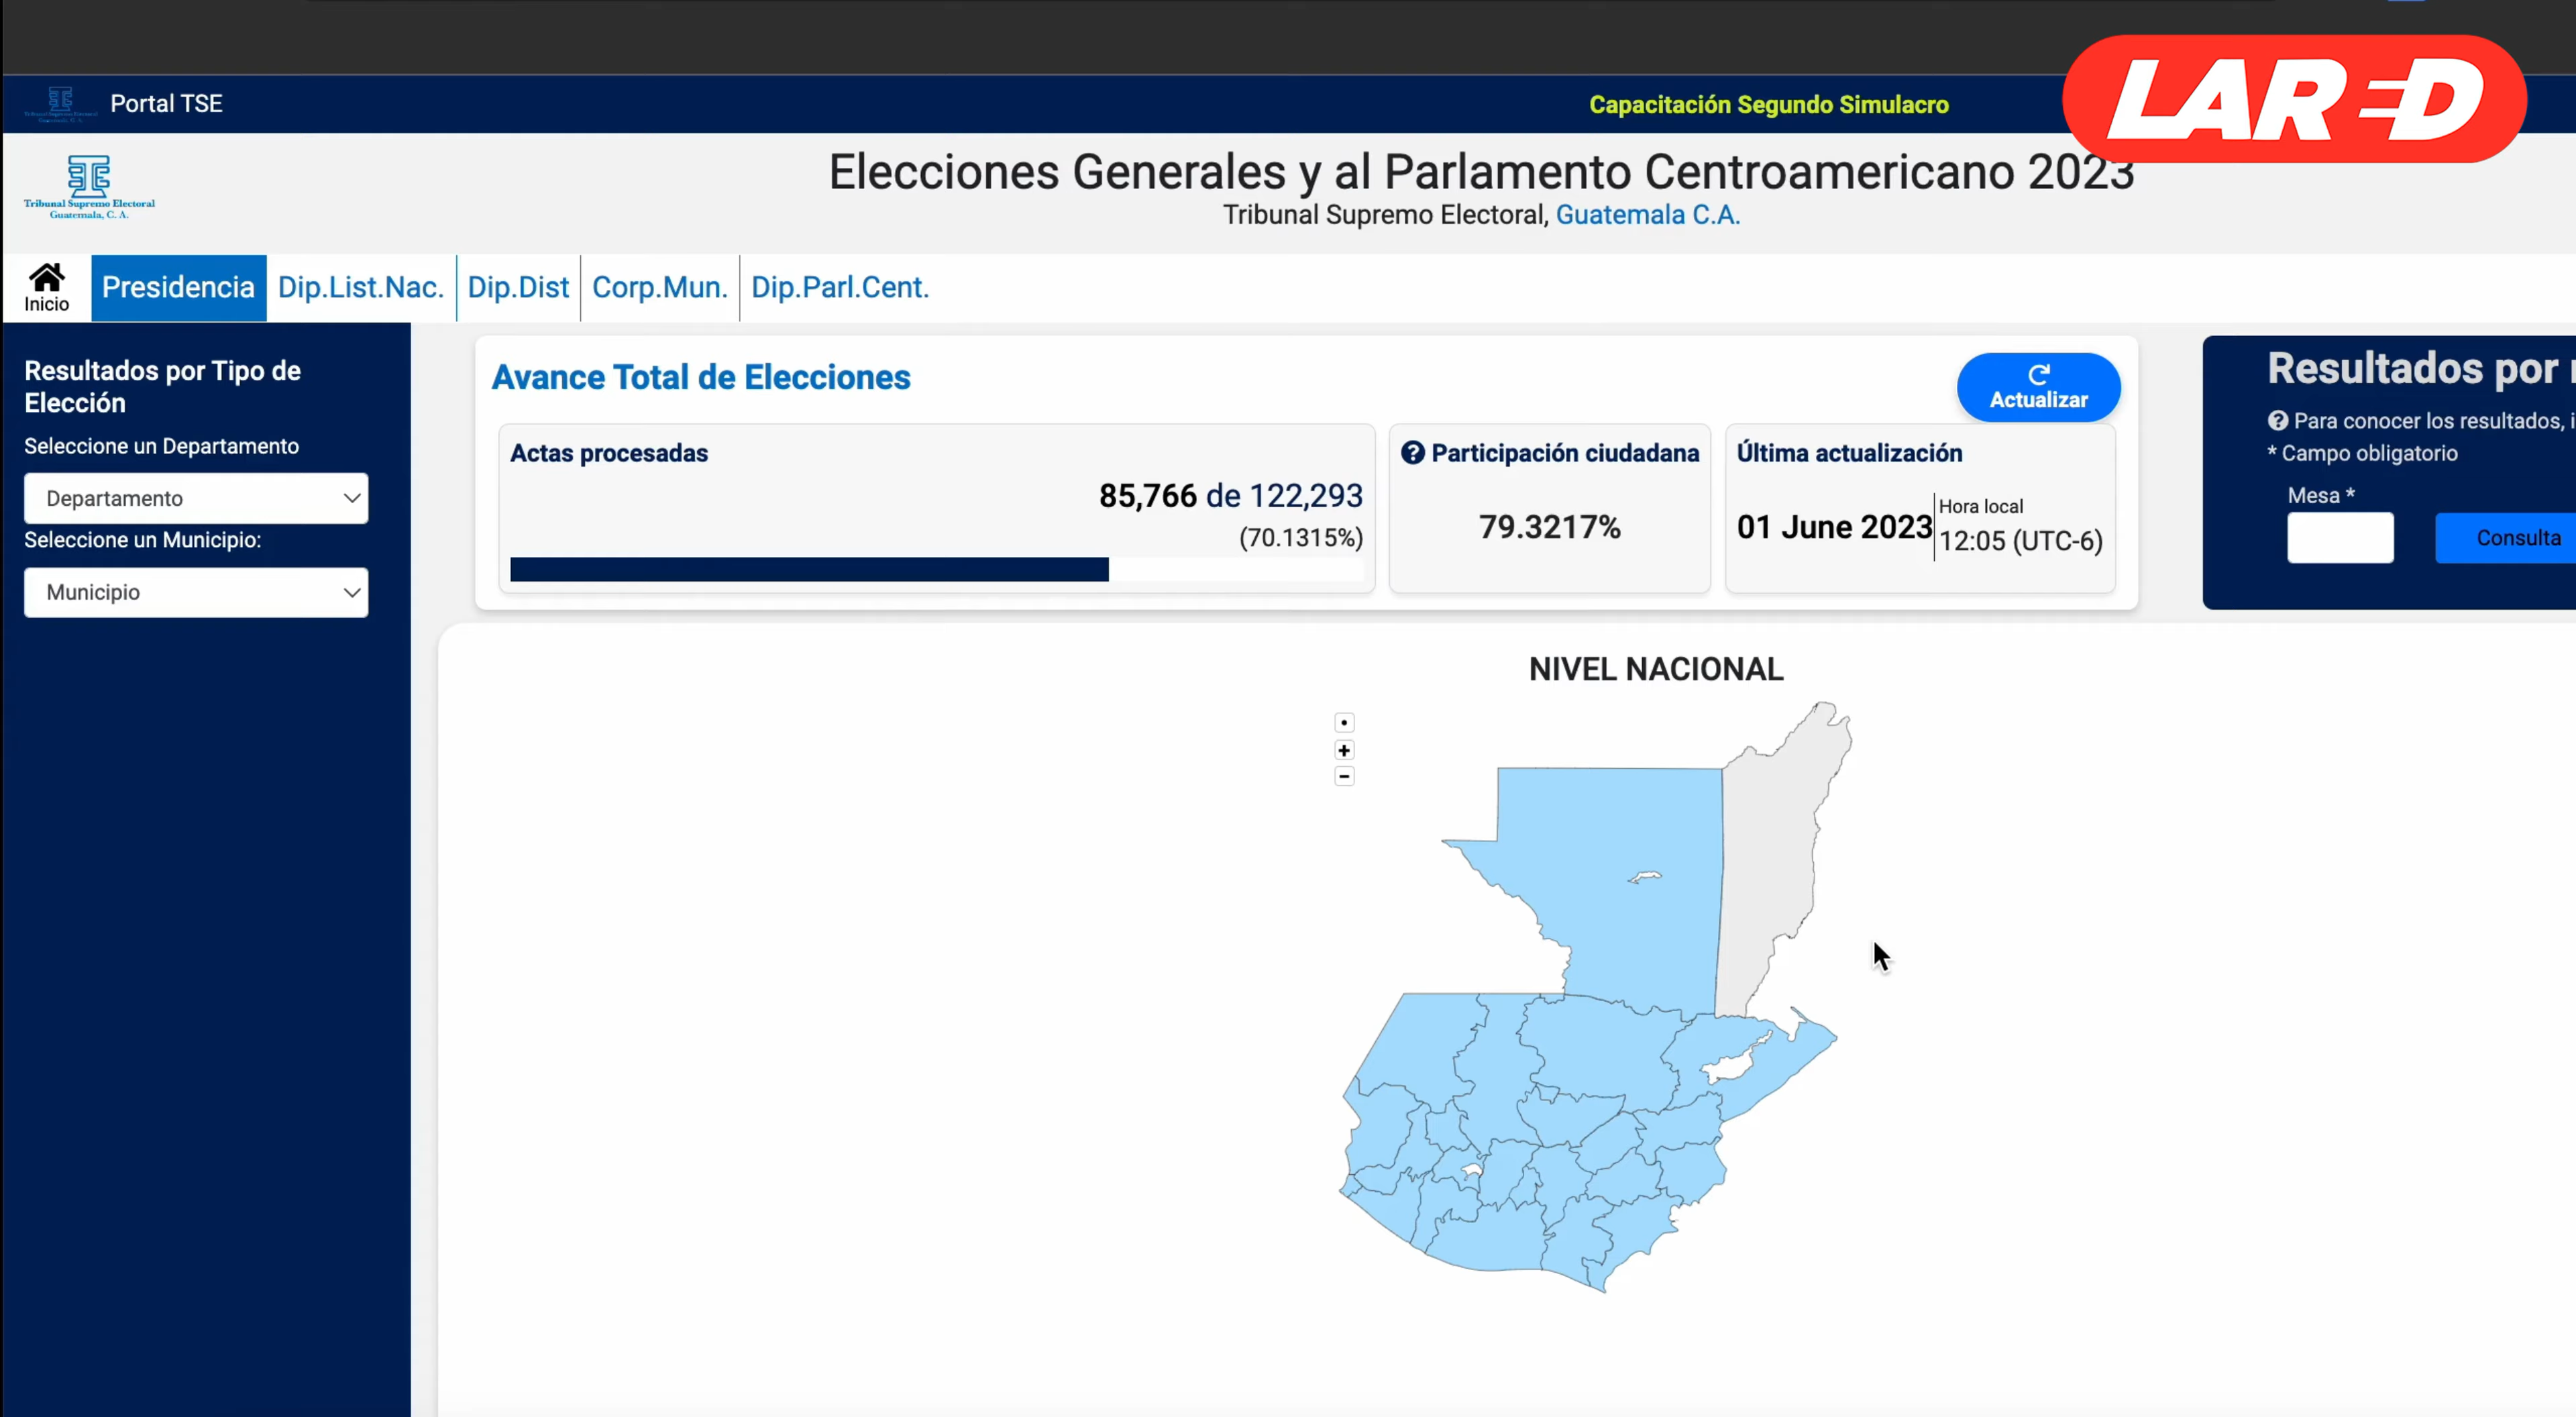 Portal TSE
Capacitación Segundo Simulacro
LARED
Elecciones Generales y al Parlamento Centroamericano 2023
Tribunal Supremo Electoral
Guatemala, C. A.
Tribunal Supremo Electoral, Guatemala C.A.
Inicio
Presidencia
Dip.List.Nac.
Dip.Dist
Corp.Mun.
Dip.Parl.Cent.
Resultados por Tipo de
Elección
Seleccione un Departamento
Departamento
Seleccione un Municipio:
Municipio
Avance Total de Elecciones
Actualizar
Actas procesadas
85,766 de 122,293
(70.1315%)
Participación ciudadana
79.3217%
Última actualización
01 June 2023
Hora local
12:05 (UTC-6)
Resultados por
Para conocer los resultados,
* Campo obligatorio
Mesa *
Consulta
NIVEL NACIONAL